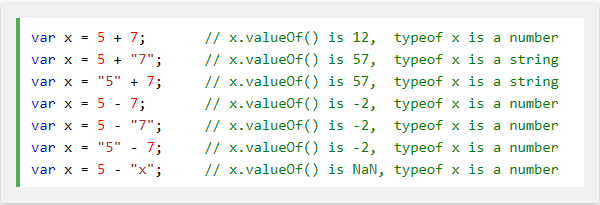 var x = 5 + 7;       // x.valueOf() is 12,  typeof x is a number
var x = 5 + "7";     // x.valueOf() is 57,  typeof x is a string
var x = "5" + 7;     // x.valueOf() is 57,  typeof x is a string
var x = 5 - 7;       // x.valueOf() is -2,  typeof x is a number
var x = 5 - "7";     // x.valueOf() is -2,  typeof x is a number
var x = "5" - 7;     // x.valueOf() is -2,  typeof x is a number
var x = 5 - "x";     // x.valueOf() is NaN, typeof x is a number